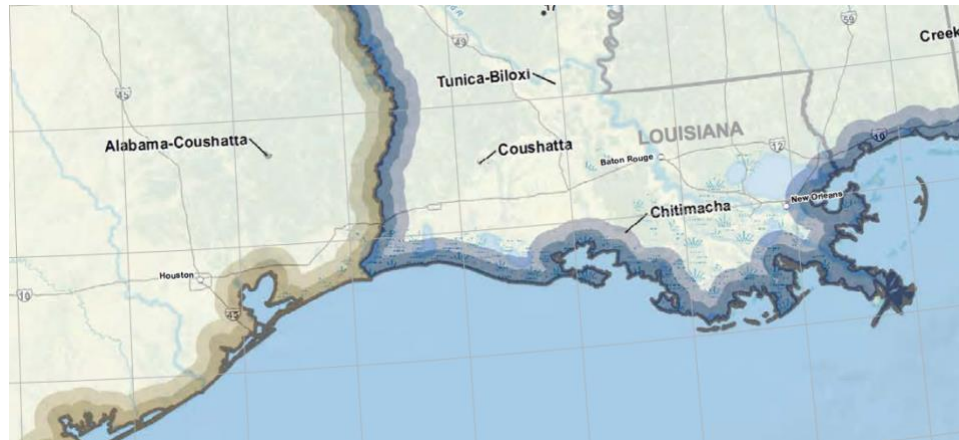 17
49
59
Creek
Tunica-Biloxi
45
Alabama-Coushatta
Coushatta
LOUISIANA
12
10
Baton Rouge
New Orleans
Chitimacha
Houston
10
45